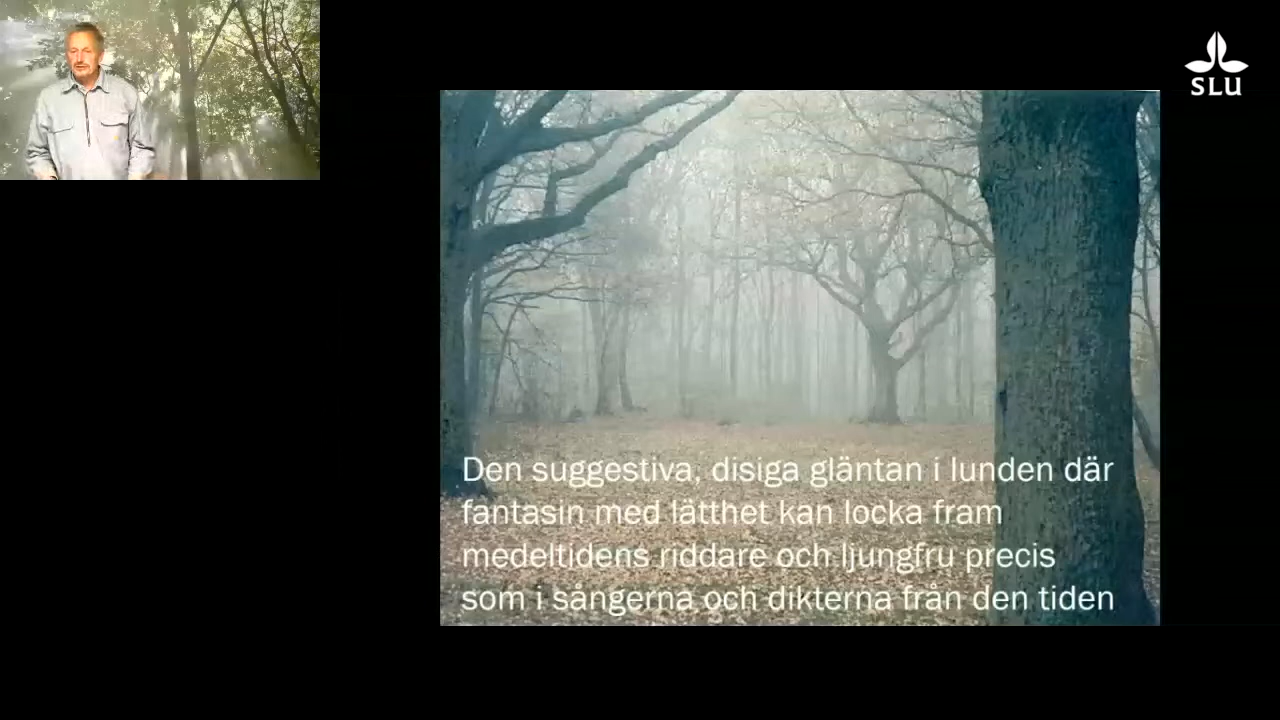 SLU
Den suggestiva, disiga gläntan i lunden där
fantasin med lätthet kan locka fram
medeltidens riddare och ljungfru precis
som i sångerna och dikterna från den tiden